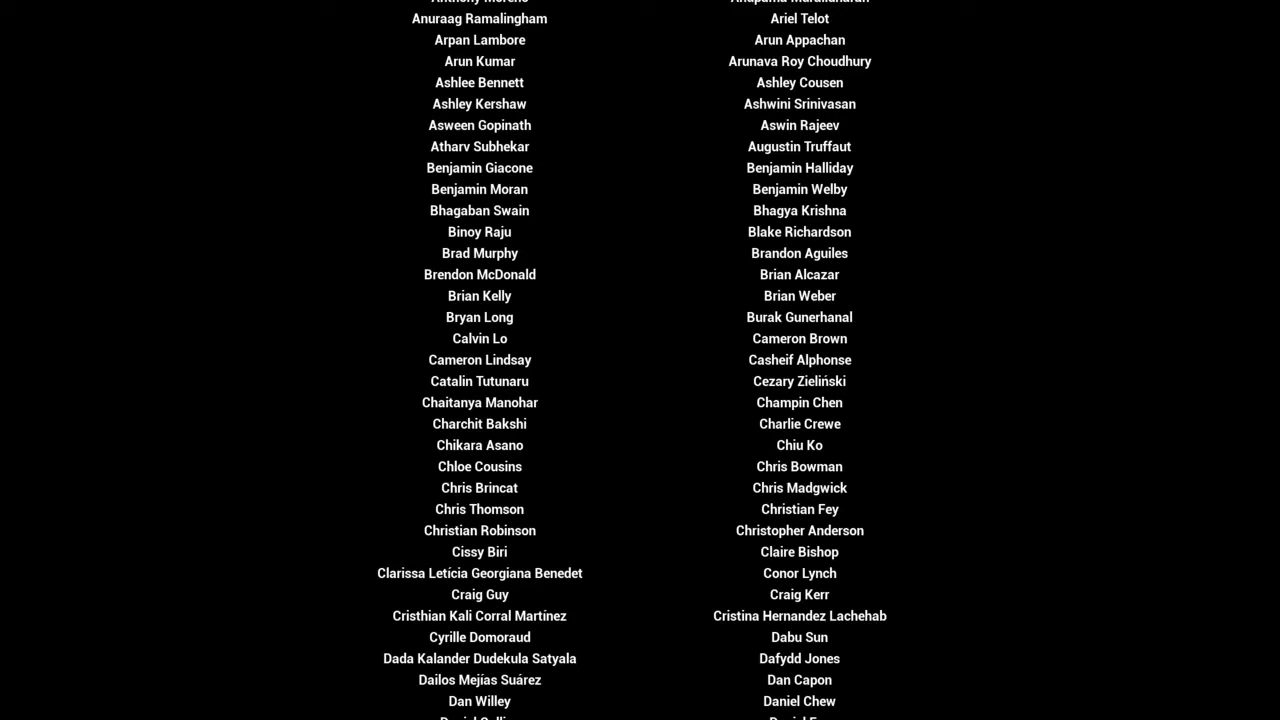 Anuraag Ramalingham Ariel Telot
Arpan Lambore Arun Appachan
Arun Kumar Arunava Roy Choudhury
Ashlee Bennett Ashley Cousen
Ashley Kershaw Ashwini Srinivasan
Asween Gopinath Aswin Rajeev
Atharv Subhekar Augustin Truffaut
Benjamin Giacone Benjamin Halliday
Benjamin Moran Benjamin Welby
Bhagaban Swain Bhagya Krishna
Binoy Raju Blake Richardson
Brad Murphy Brandon Aguiles
Brendon McDonald Brian Alcazar
Brian Kelly Brian Weber
Bryan Long Burak Gunerhanal
Calvin Lo Cameron Brown
Cameron Lindsay Casheif Alphonse
Catalin Tutunaru Cezary Zieliński
Chaitanya Manohar Champin Chen
Charchit Bakshi Charlie Crewe
Chikara Asano Chiu Ko
Chloe Cousins Chris Bowman
Chris Brincat Chris Madgwick
Chris Thomson Christian Fey
Christian Robinson Christopher Anderson
Cissy Biri Claire Bishop
Clarissa Letícia Georgiana Benedet Conor Lynch
Craig Guy Craig Kerr
Cristhian Kali Corral Martínez Cristina Hernandez Lachehab
Cyrille Domoraud Dabu Sun
Dada Kalander Dudekula Satyala Dafydd Jones
Dailos Mejías Suárez Dan Capon
Dan Willey Daniel Chew